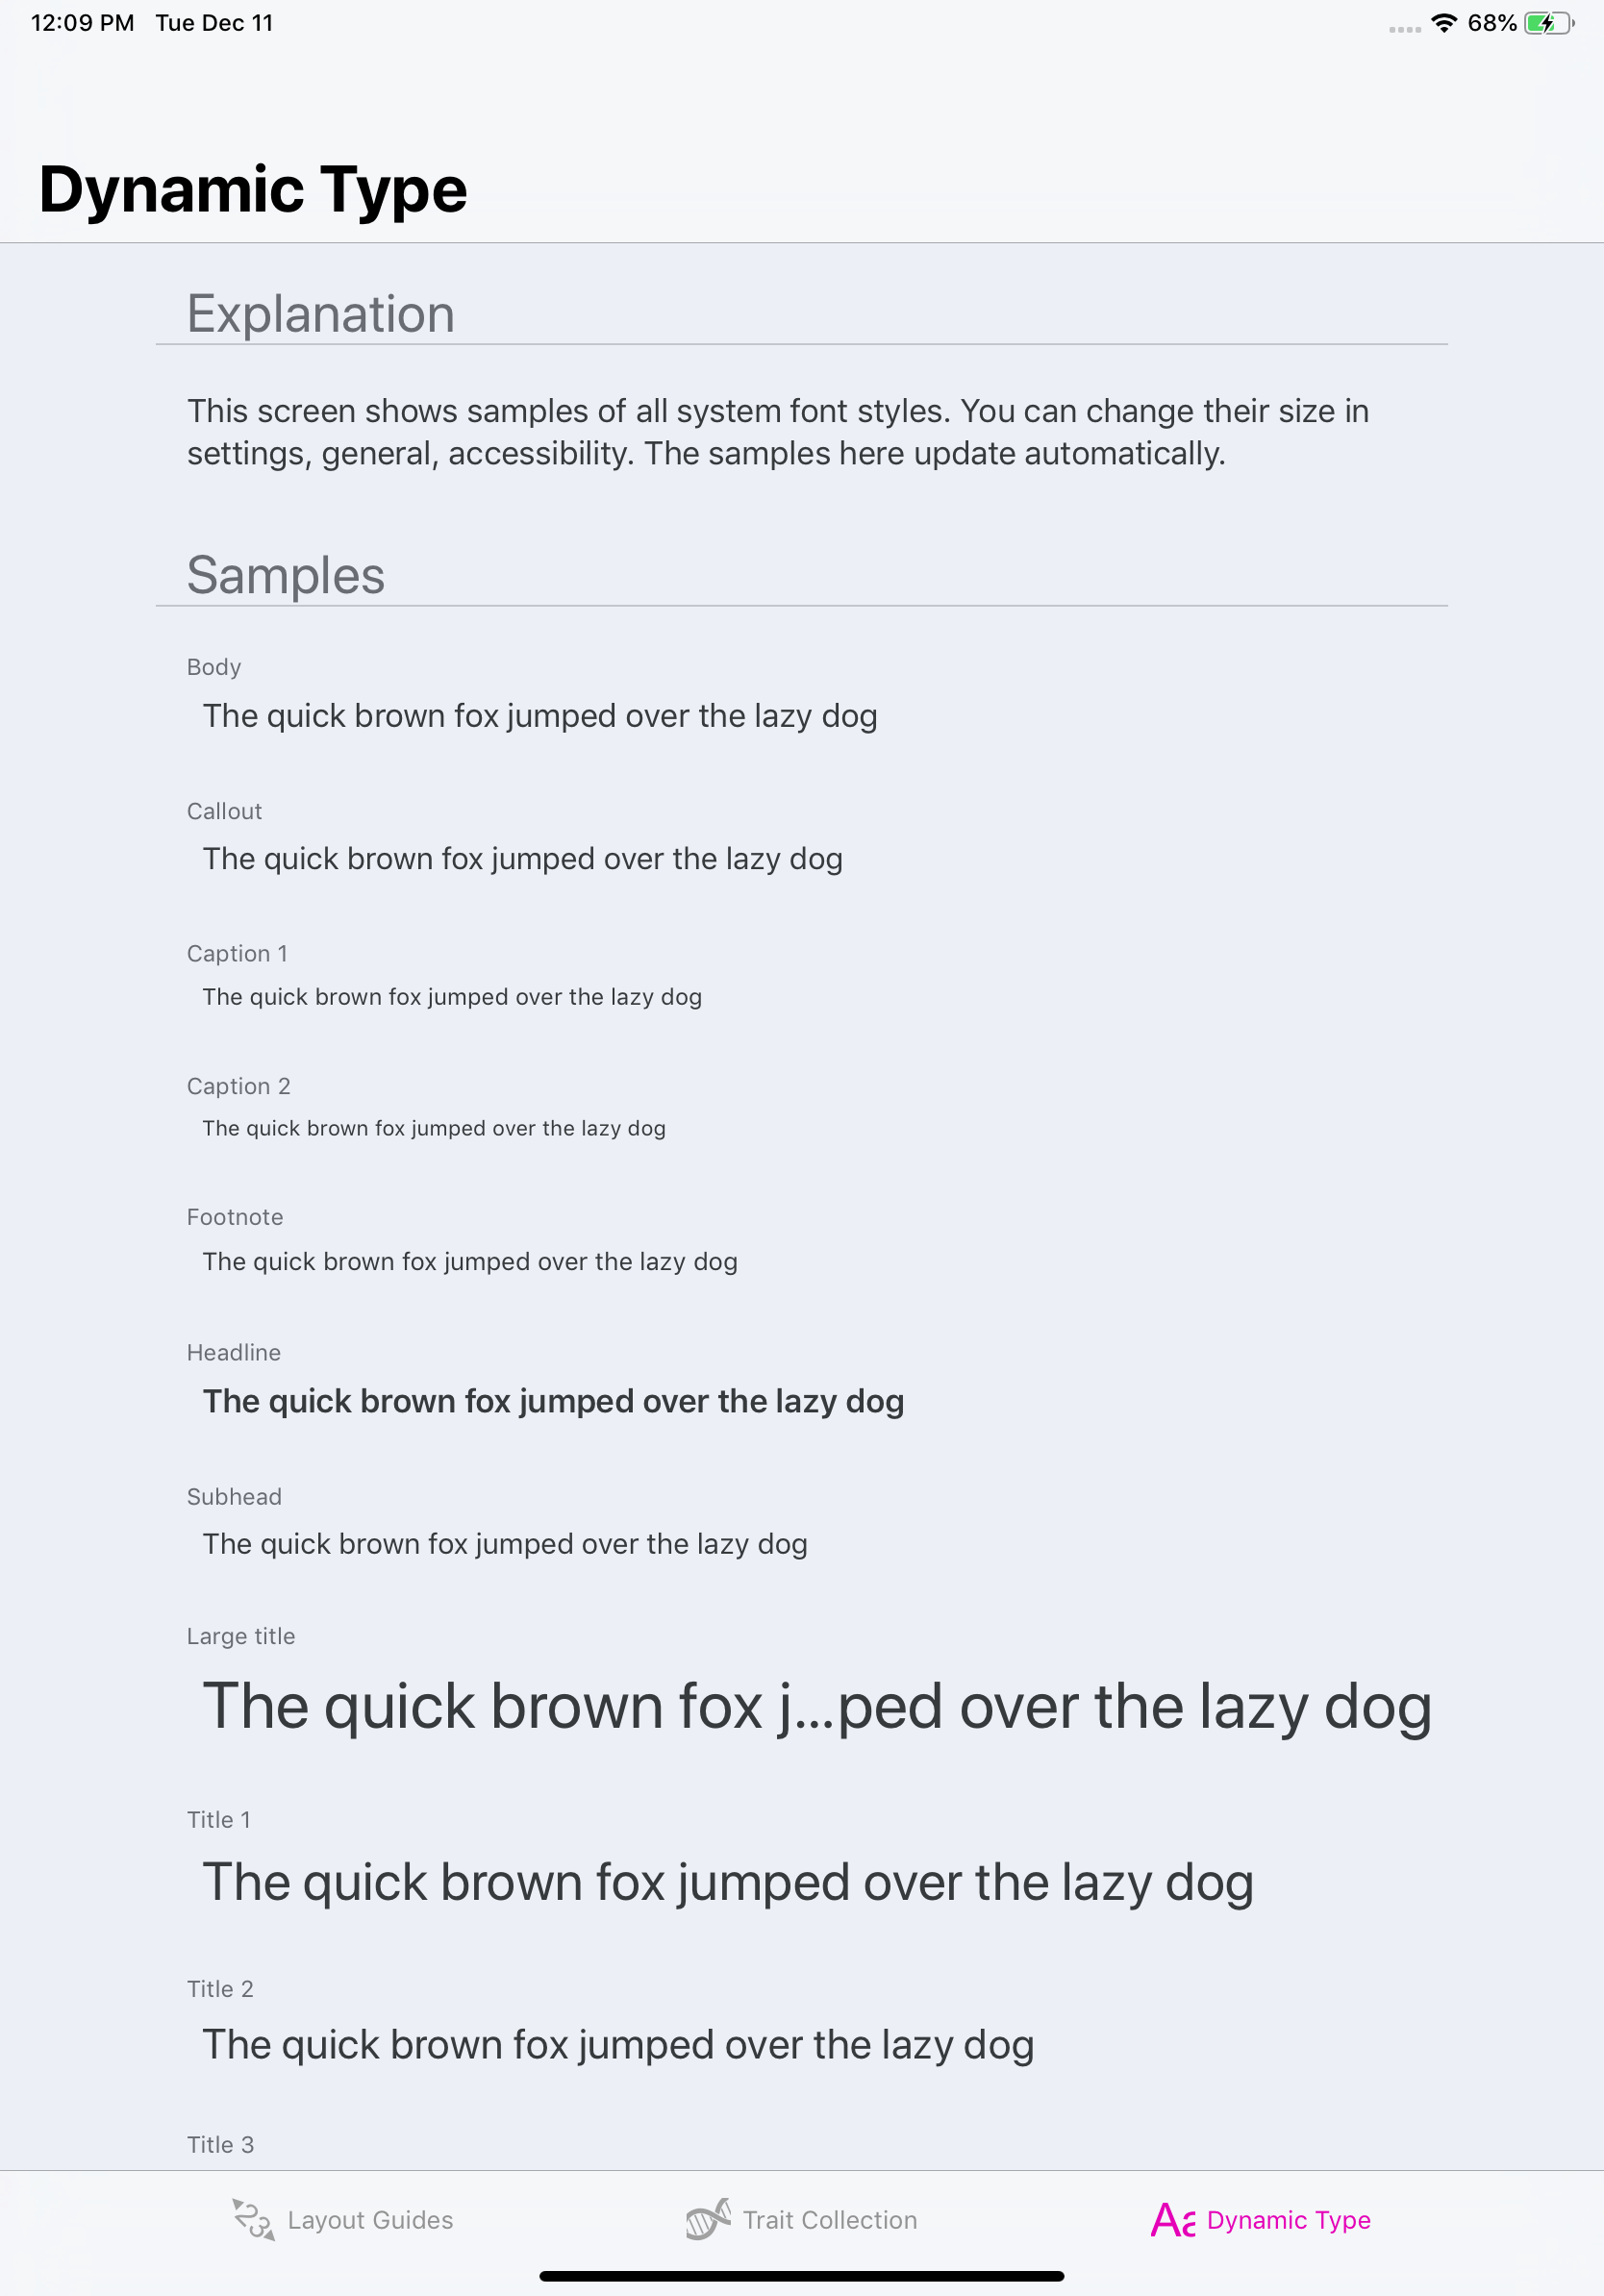 12:09 PM Tue Dec 11
68%
Dynamic Type
Explanation
This screen shows samples of all system font styles. You can change their size in
settings, general, accessibility. The samples here update automatically.
Samples
Body
The quick brown fox jumped over the lazy dog
Callout
The quick brown fox jumped over the lazy dog
Caption 1
The quick brown fox jumped over the lazy dog
Caption 2
The quick brown fox jumped over the lazy dog
Footnote
The quick brown fox jumped over the lazy dog
Headline
The quick brown fox jumped over the lazy dog
Subhead
The quick brown fox jumped over the lazy dog
Large title
The quick brown fox j...ped over the lazy dog
Title 1
The quick brown fox jumped over the lazy dog
Title 2
The quick brown fox jumped over the lazy dog
Title 3
23 Layout Guides
Trait Collection
Aa Dynamic Type